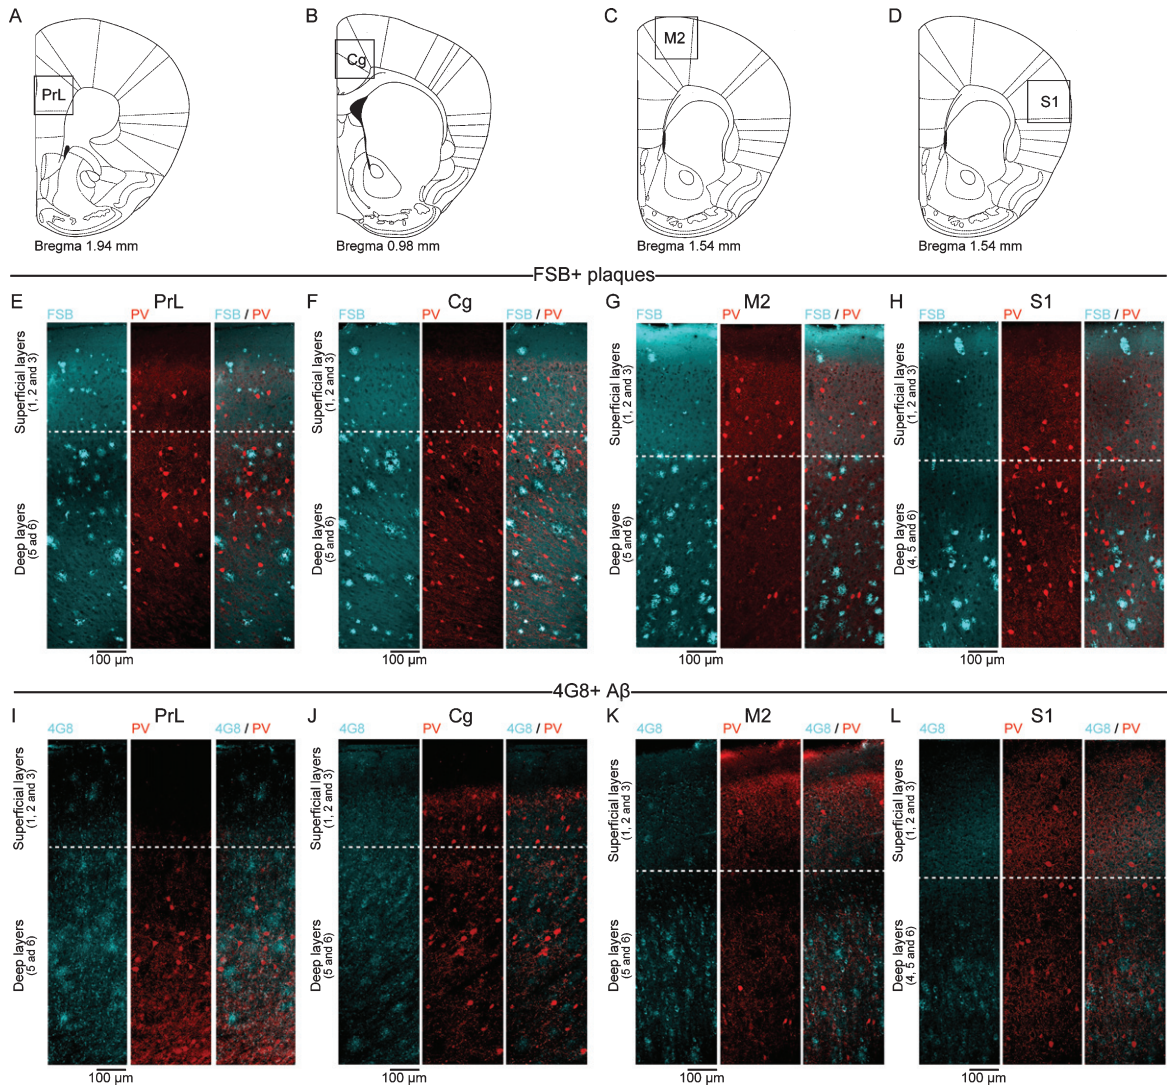 A
B
C
D
PrL
Cg
M2
S1
Bregma 1.94 mm
Bregma 0.98 mm
Bregma 1.54 mm
Bregma 1.54 mm
FSB+ plaques
E PrL
FSB PV FSB / PV
Superficial layers
(1, 2 and 3)
Deep layers
(5 ad 6)
100 µm
F Cg
FSB PV FSB / PV
Superficial layers
(1, 2 and 3)
Deep layers
(5 and 6)
100 µm
G M2
FSB PV FSB / PV
Superficial layers
(1, 2 and 3)
Deep layers
(5 and 6)
100 µm
H S1
FSB PV FSB / PV
Superficial layers
(1, 2 and 3)
Deep layers
(4, 5 and 6)
100 µm
4G8+ Aβ
I PrL
4G8 PV 4G8 / PV
Superficial layers
(1, 2 and 3)
Deep layers
(5 ad 6)
100 µm
J Cg
4G8 PV 4G8 / PV
Superficial layers
(1, 2 and 3)
Deep layers
(5 and 6)
100 µm
K M2
4G8 PV 4G8 / PV
Superficial layers
(1, 2 and 3)
Deep layers
(5 and 6)
100 µm
L S1
4G8 PV 4G8 / PV
Superficial layers
(1, 2 and 3)
Deep layers
(4, 5 and 6)
100 µm